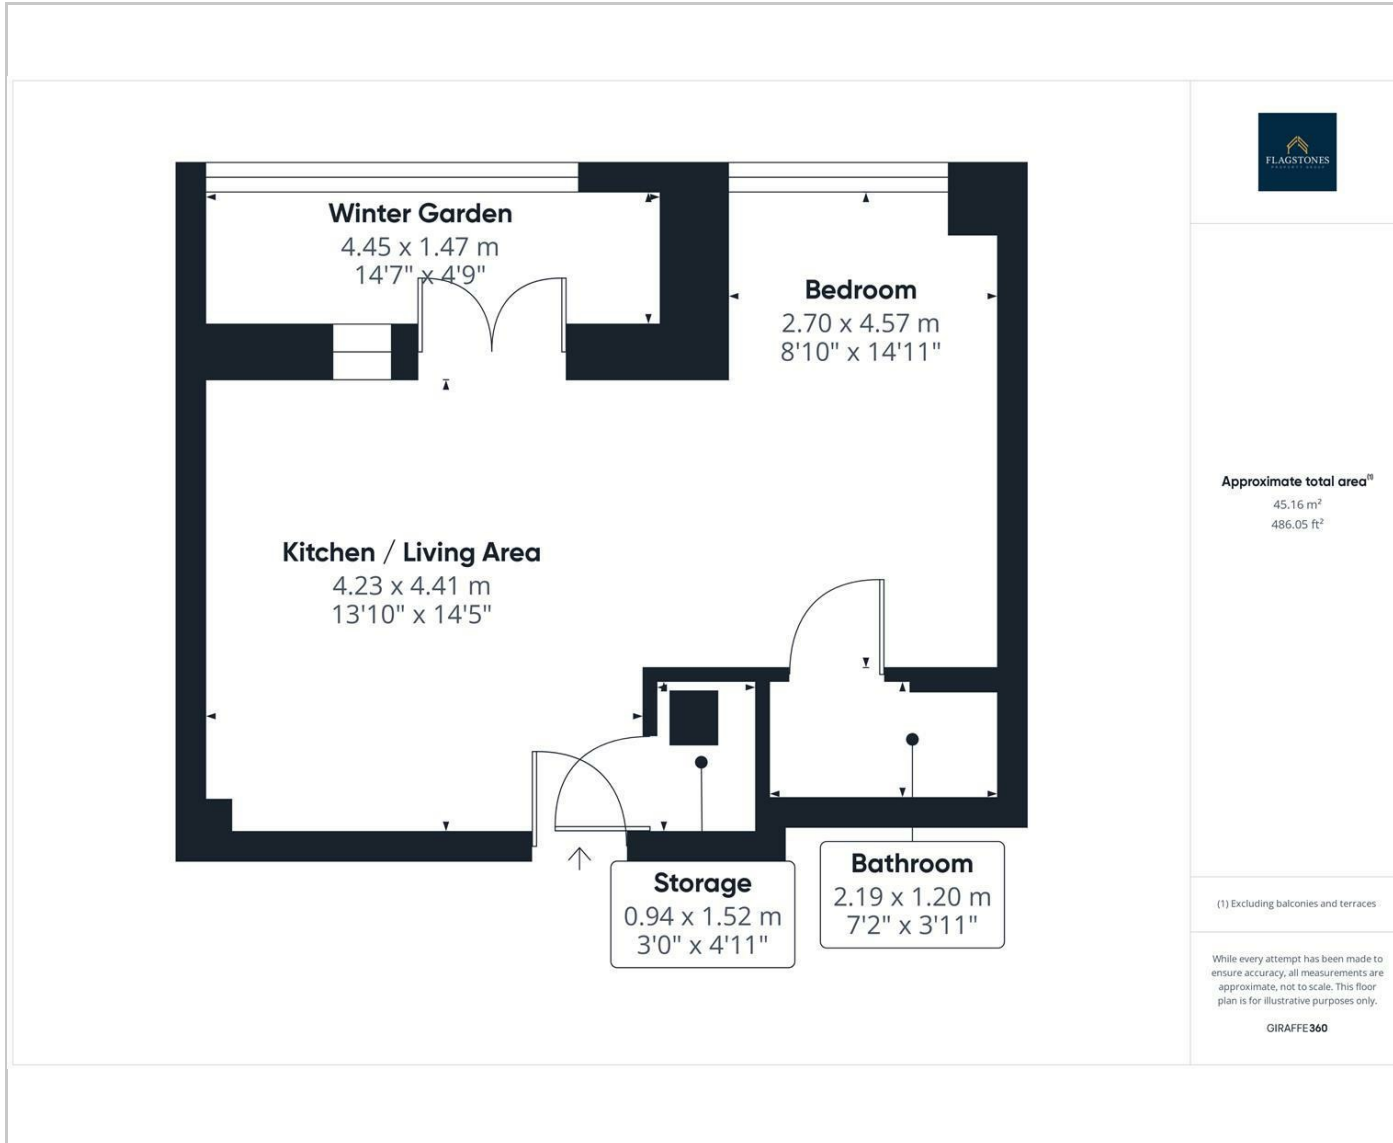 Winter Garden
4.45 x 1.47 m
14'7" x 4'9"
Bedroom
2.70 x 4.57 m
8'10" x 14'11"
Kitchen / Living Area
4.23 x 4.41 m
13'10" x 14'5"
Storage
0.94 x 1.52 m
3'0" x 4'11"
Bathroom
2.19 x 1.20 m
7'2" x 3'11"
FLAGSTONES
PROPERTY GROUP
Approximate total area⁽¹⁾
45.16 m²
486.05 ft²
(1) Excluding balconies and terraces
While every attempt has been made to
ensure accuracy, all measurements are
approximate, not to scale. This floor
plan is for illustrative purposes only.
GIRAFFE360